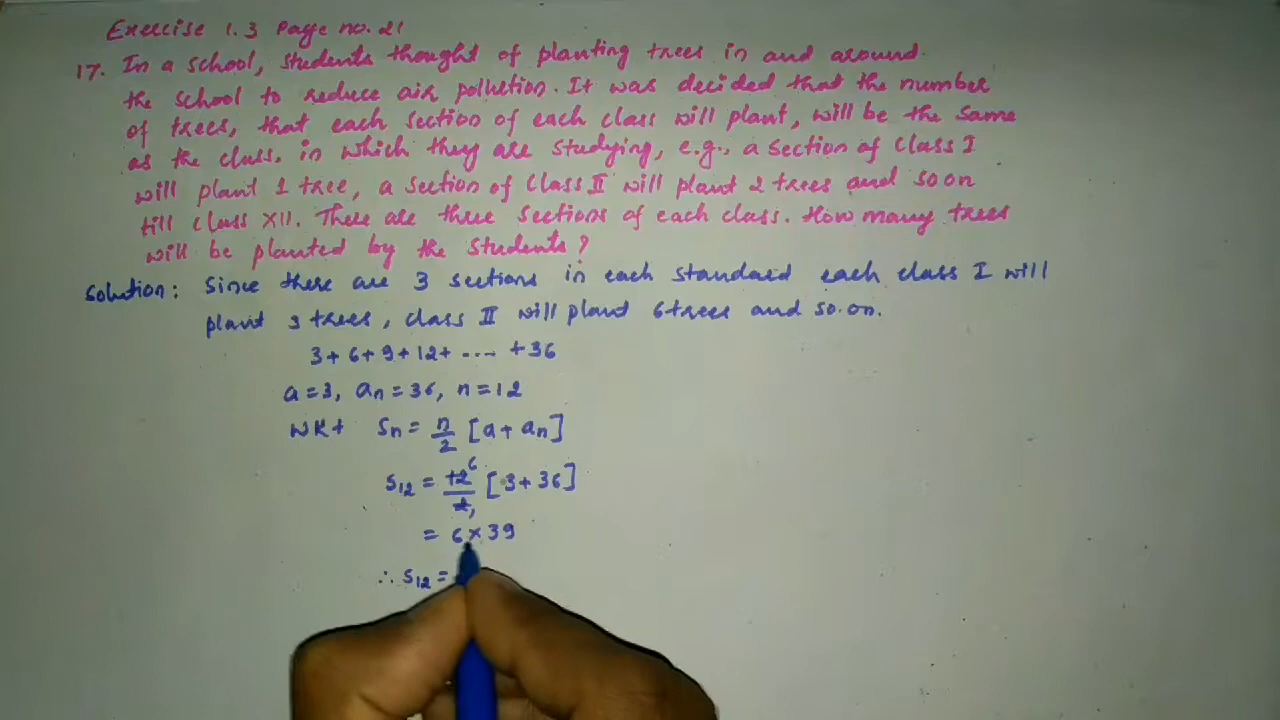 Exercise 1.3 Page no. 21
17. In a school, students thought of planting trees in and around
the school to reduce air pollution. It was decided that the number
of trees, that each section of each class will plant, will be the same
as the class, in which they are studying, e.g., a section of class I
will plant 1 tree, a section of class II will plant 2 trees and so on
till class XII. There are three sections of each class. How many trees
will be planted by the students?
Solution: Since there are 3 sections in each standard each class I will
plant 3 trees, class II will plant 6 trees and so on.
3+6+9+12+ .... +36
a=3, an=36, n=12
WKt Sn = n/2 [a+an]
S12 = 12/2 6 1 [3+36]
= 6×39
∴ S12 =